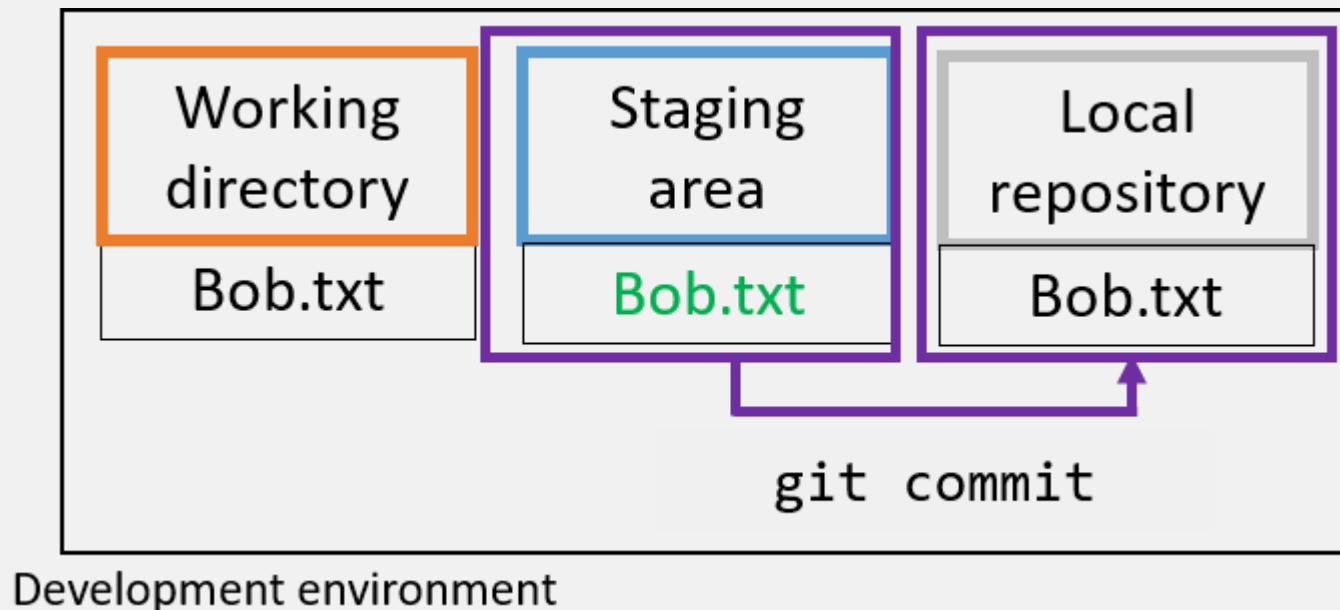 Working
directory
Bob.txt
Staging
area
Bob.txt
Local
repository
Bob.txt
git commit
Development environment